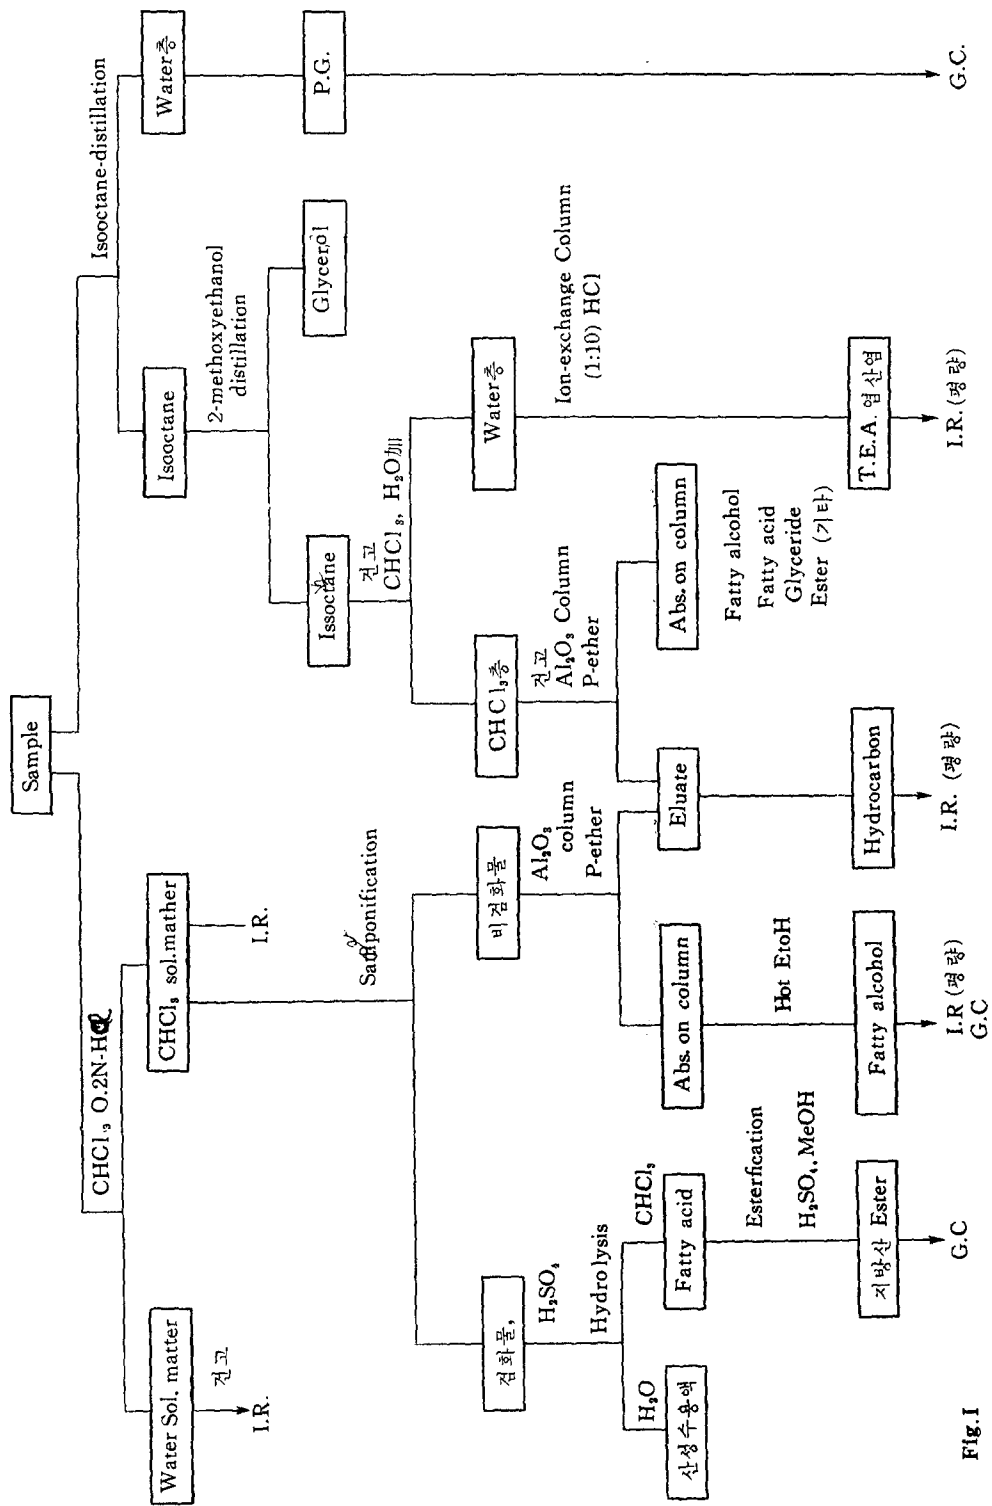 Sample
CHCl₃, O.2N-HCl
Isooctane-distillation
Water Sol. matter
건고
I.R.
CHCl₃ sol.mather
I.R.
Isooctane
Water층
2-methoxyethanol
distillation
P.G.
G.C.
Saponification
Issoctane
Glycerol
건고
CHCl₃, H₂O加
검화물,
H₂SO₄
Hydrolysis
비검화물
Al₂O₃
column
P-ether
CHCl₃층
건고
Al₂O₃ Column
P-ether
Water층
Ion-exchange Column
(1:10) HCl
H₂O
산성수용액
CHCl₃
Fatty acid
Esterfication
H₂SO₄. MeOH
Abs. on column
Hot EtoH
Eluate
Abs. on column
Fatty alcohol
Fatty acid
Glyceride
Ester (기타)
지방산 Ester
G.C
Fatty alcohol
I.R (평량)
G.C
Hydrocarbon
I.R. (평량)
T.E.A. 염산염
I.R. (평량)
Fig. I